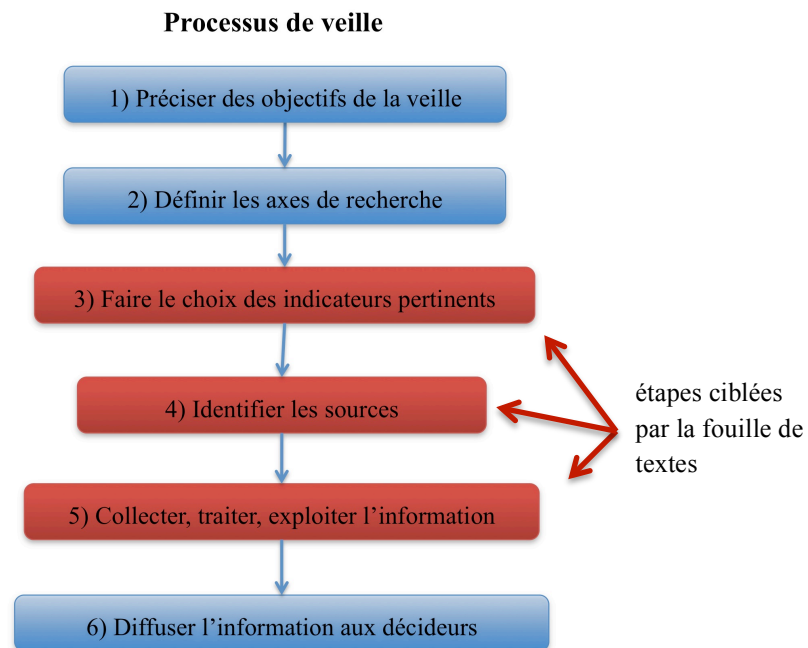 Processus de veille
1) Préciser des objectifs de la veille
2) Définir les axes de recherche
3) Faire le choix des indicateurs pertinents
4) Identifier les sources
étapes ciblées
par la fouille de
textes
5) Collecter, traiter, exploiter l’information
6) Diffuser l’information aux décideurs